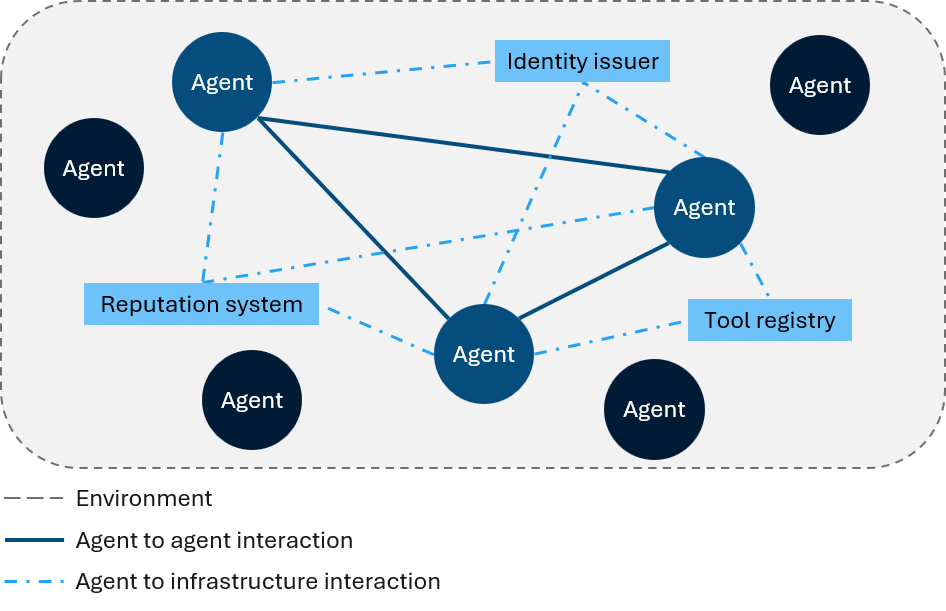 Identity issuer
Agent
Agent
Agent
Agent
Reputation system
Tool registry
Agent
Agent
Agent
Environment
Agent to agent interaction
Agent to infrastructure interaction